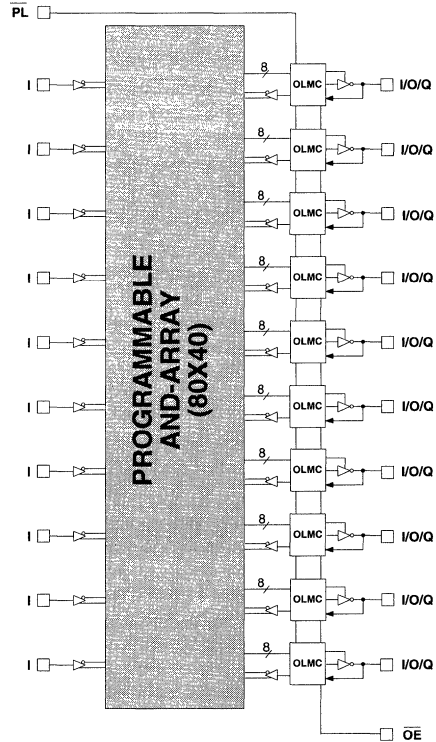 PL
8
I OLMC I/O/Q
8
I OLMC I/O/Q
8
I OLMC I/O/Q
8
I OLMC I/O/Q
8
I OLMC I/O/Q
8
I OLMC I/O/Q
8
I OLMC I/O/Q
8
I OLMC I/O/Q
8
I OLMC I/O/Q
8
I OLMC I/O/Q
PROGRAMMABLE
AND-ARRAY
(80X40)
OE